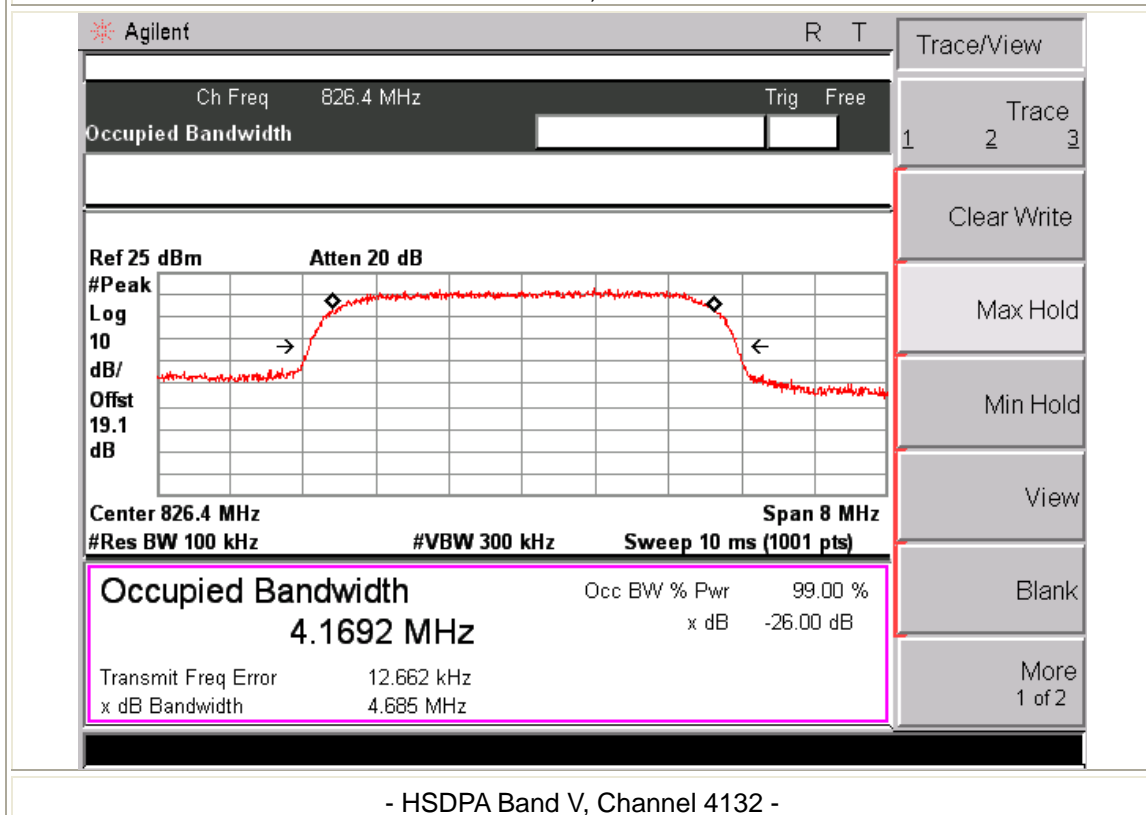 Agilent R T
Trace/View
Ch Freq 826.4 MHz Trig Free
Occupied Bandwidth
Trace
1 2 3
Clear Write
Ref 25 dBm Atten 20 dB
#Peak
Log
10
dB/
Offst
19.1
dB
Max Hold
Min Hold
View
Center 826.4 MHz Span 8 MHz
#Res BW 100 kHz #VBW 300 kHz Sweep 10 ms (1001 pts)
Occupied Bandwidth Occ BW % Pwr 99.00 %
4.1692 MHz x dB -26.00 dB
Blank
Transmit Freq Error 12.662 kHz
x dB Bandwidth 4.685 MHz
More
1 of 2
- HSDPA Band V, Channel 4132 -